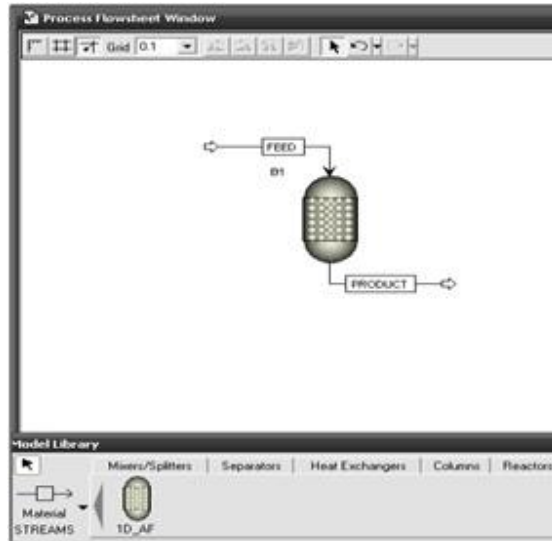 Process Flowsheet Window
Grid 0.1
FEED
B1
PRODUCT
Model Library
Mixers/Splitters Separators Heat Exchangers Columns Reactors
Material
STREAMS
1D_AF